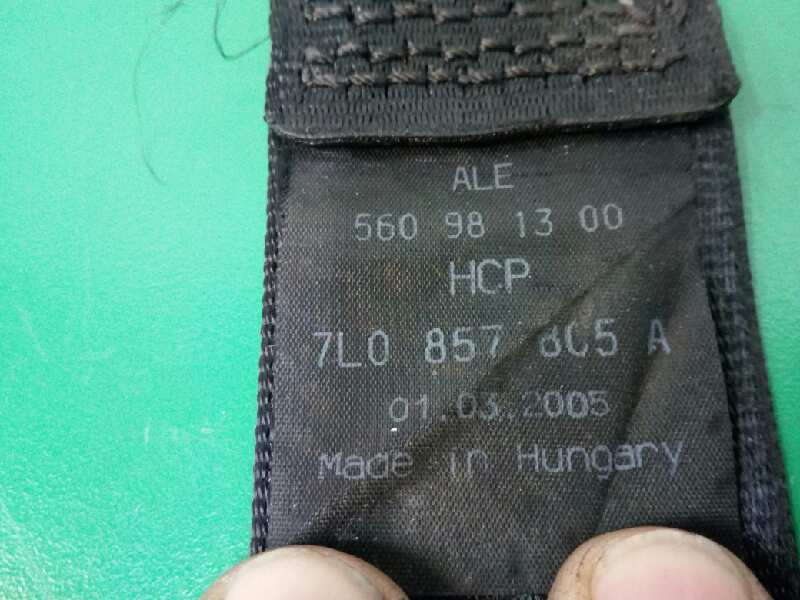 ALE
560 98 13 00
HCP
7L0 857 805 A
01.03.2005
Made in Hungary